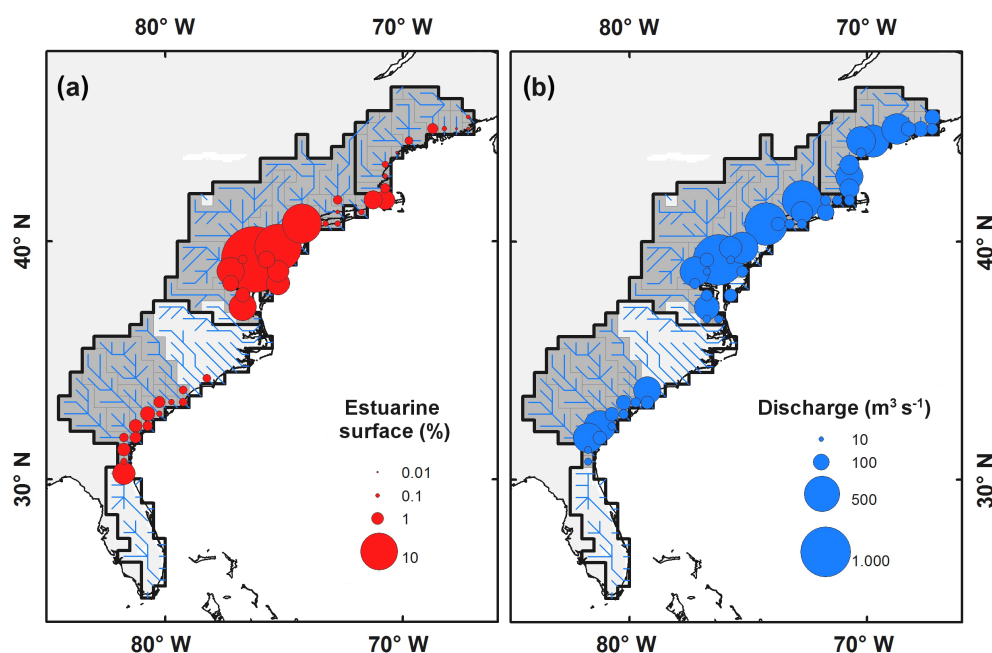 80° W 70° W 80° W 70° W
(a) (b)
40° N 40° N
Estuarine
surface (%)
0.01
0.1
1
10
Discharge (m³ s⁻¹)
10
100
500
1.000
30° N 30° N
80° W 70° W 80° W 70° W